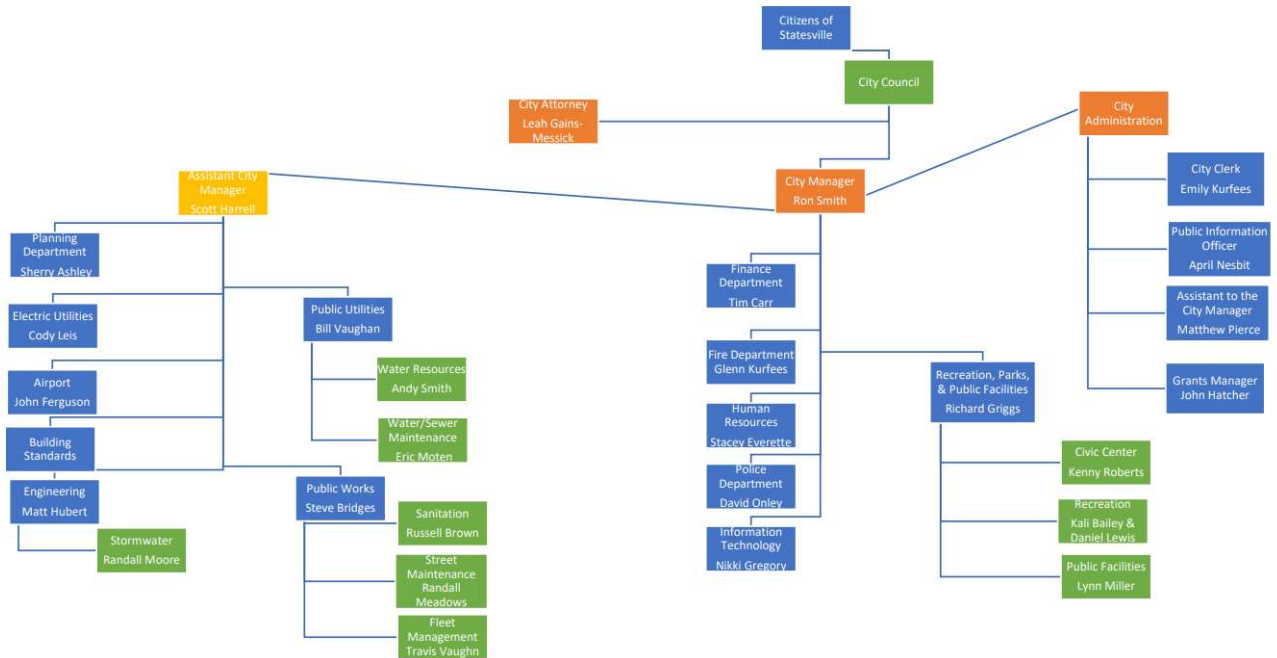 Citizens of
Statesville
City Council
City Attorney
Leah Gains-
Messick
City
Administration
Assistant City
Manager
Scott Harrell
City Manager
Ron Smith
City Clerk
Emily Kurfees
Public Information
Officer
April Nesbit
Assistant to the
City Manager
Matthew Pierce
Grants Manager
John Hatcher
Planning
Department
Sherry Ashley
Electric Utilities
Cody Leis
Airport
John Ferguson
Building
Standards
Engineering
Matt Hubert
Stormwater
Randall Moore
Public Utilities
Bill Vaughan
Water Resources
Andy Smith
Water/Sewer
Maintenance
Eric Moten
Public Works
Steve Bridges
Sanitation
Russell Brown
Street
Maintenance
Randall
Meadows
Fleet
Management
Travis Vaughn
Finance
Department
Tim Carr
Fire Department
Glenn Kurfees
Human
Resources
Stacey Everette
Police
Department
David Onley
Information
Technology
Nikki Gregory
Recreation, Parks,
& Public Facilities
Richard Griggs
Civic Center
Kenny Roberts
Recreation
Kali Bailey &
Daniel Lewis
Public Facilities
Lynn Miller